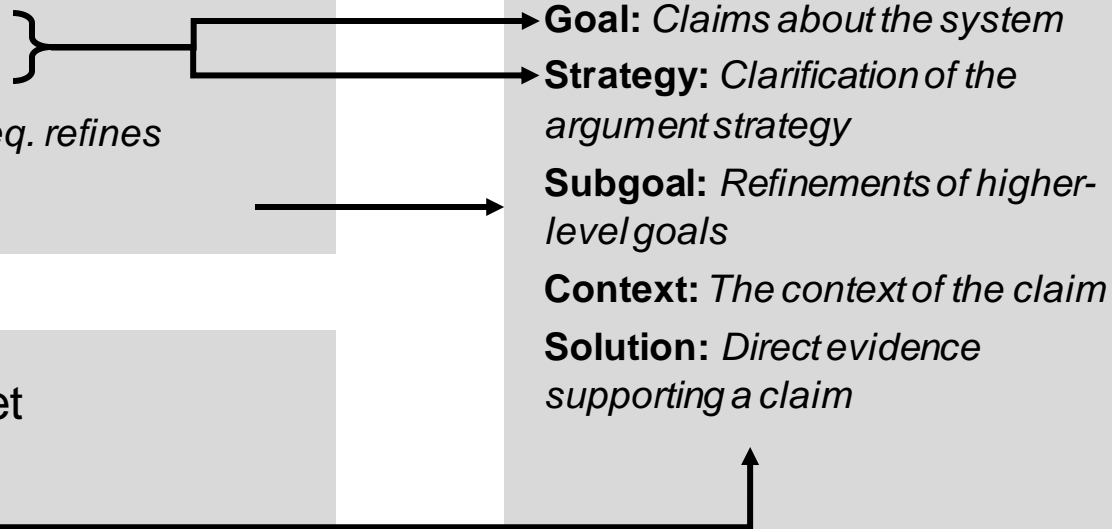 eq. refines
et
Goal: Claims about the system
Strategy: Clarification of the
argument strategy
Subgoal: Refinements of higher-
level goals
Context: The context of the claim
Solution: Direct evidence
supporting a claim